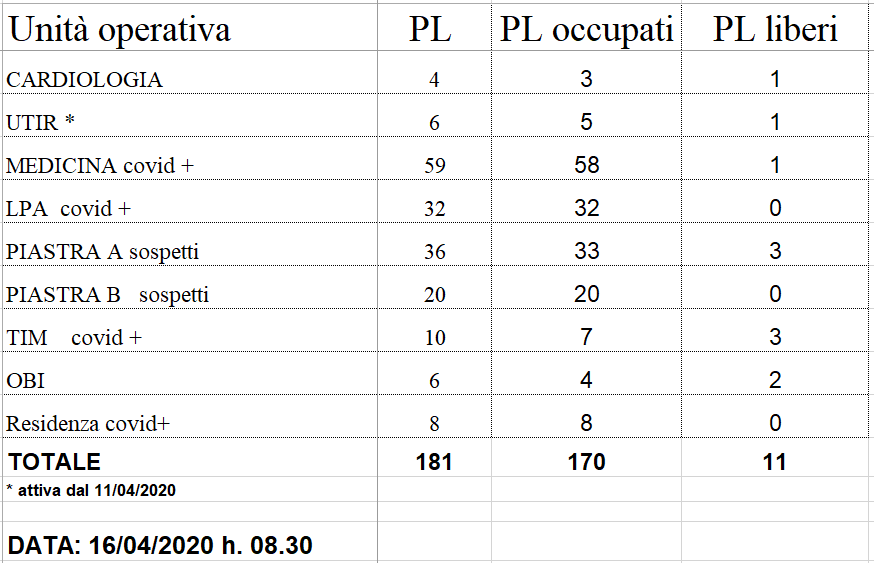 Unità operativa PL PL occupati PL liberi
CARDIOLOGIA 4 3 1
UTIR * 6 5 1
MEDICINA covid + 59 58 1
LPA covid + 32 32 0
PIASTRA A sospetti 36 33 3
PIASTRA B sospetti 20 20 0
TIM covid + 10 7 3
OBI 6 4 2
Residenza covid+ 8 8 0
TOTALE 181 170 11
* attiva dal 11/04/2020
DATA: 16/04/2020 h. 08.30